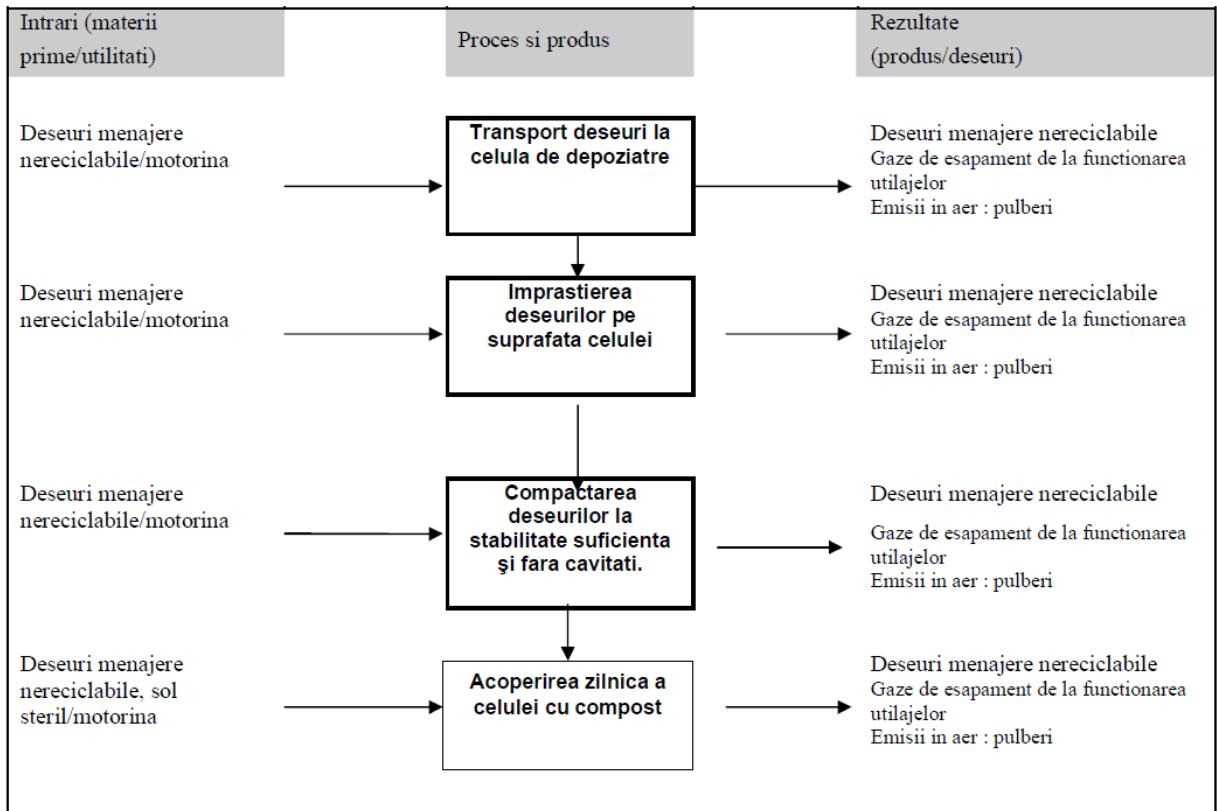 Intrari (materii
prime/utilitati)
Proces si produs
Rezultate
(produs/deseuri)
Deseuri menajere
nereciclabile/motorina
Transport deseuri la
celula de depoziatre
Deseuri menajere nereciclabile
Gaze de esapament de la functionarea
utilajelor
Emisii in aer : pulberi
Deseuri menajere
nereciclabile/motorina
Imprastierea
deseurilor pe
suprafata celulei
Deseuri menajere nereciclabile
Gaze de esapament de la functionarea
utilajelor
Emisii in aer : pulberi
Deseuri menajere
nereciclabile/motorina
Compactarea
deseurilor la
stabilitate suficienta
şi fara cavitati.
Deseuri menajere nereciclabile
Gaze de esapament de la functionarea
utilajelor
Emisii in aer : pulberi
Deseuri menajere
nereciclabile, sol
steril/motorina
Acoperirea zilnica a
celulei cu compost
Deseuri menajere nereciclabile
Gaze de esapament de la functionarea
utilajelor
Emisii in aer : pulberi